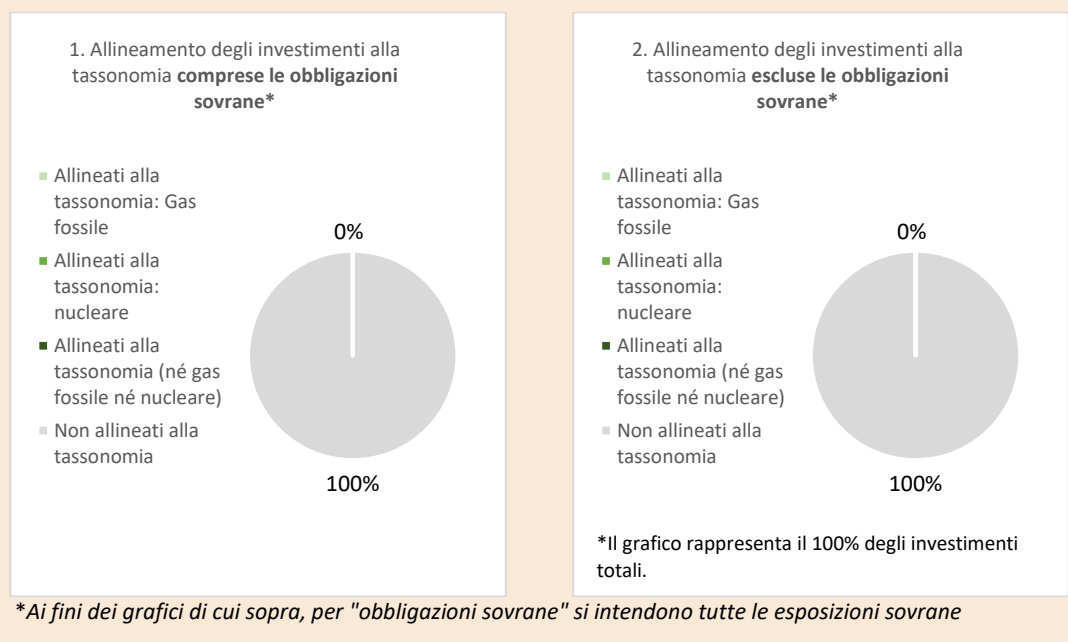 1. Allineamento degli investimenti alla
tassonomia comprese le obbligazioni
sovrane*
Allineati alla
tassonomia: Gas
fossile
Allineati alla
tassonomia:
nucleare
Allineati alla
tassonomia (né gas
fossile né nucleare)
Non allineati alla
tassonomia
0%
100%
2. Allineamento degli investimenti alla
tassonomia escluse le obbligazioni
sovrane*
Allineati alla
tassonomia: Gas
fossile
Allineati alla
tassonomia:
nucleare
Allineati alla
tassonomia (né gas
fossile né nucleare)
Non allineati alla
tassonomia
0%
100%
*Il grafico rappresenta il 100% degli investimenti
totali.
*Ai fini dei grafici di cui sopra, per "obbligazioni sovrane" si intendono tutte le esposizioni sovrane